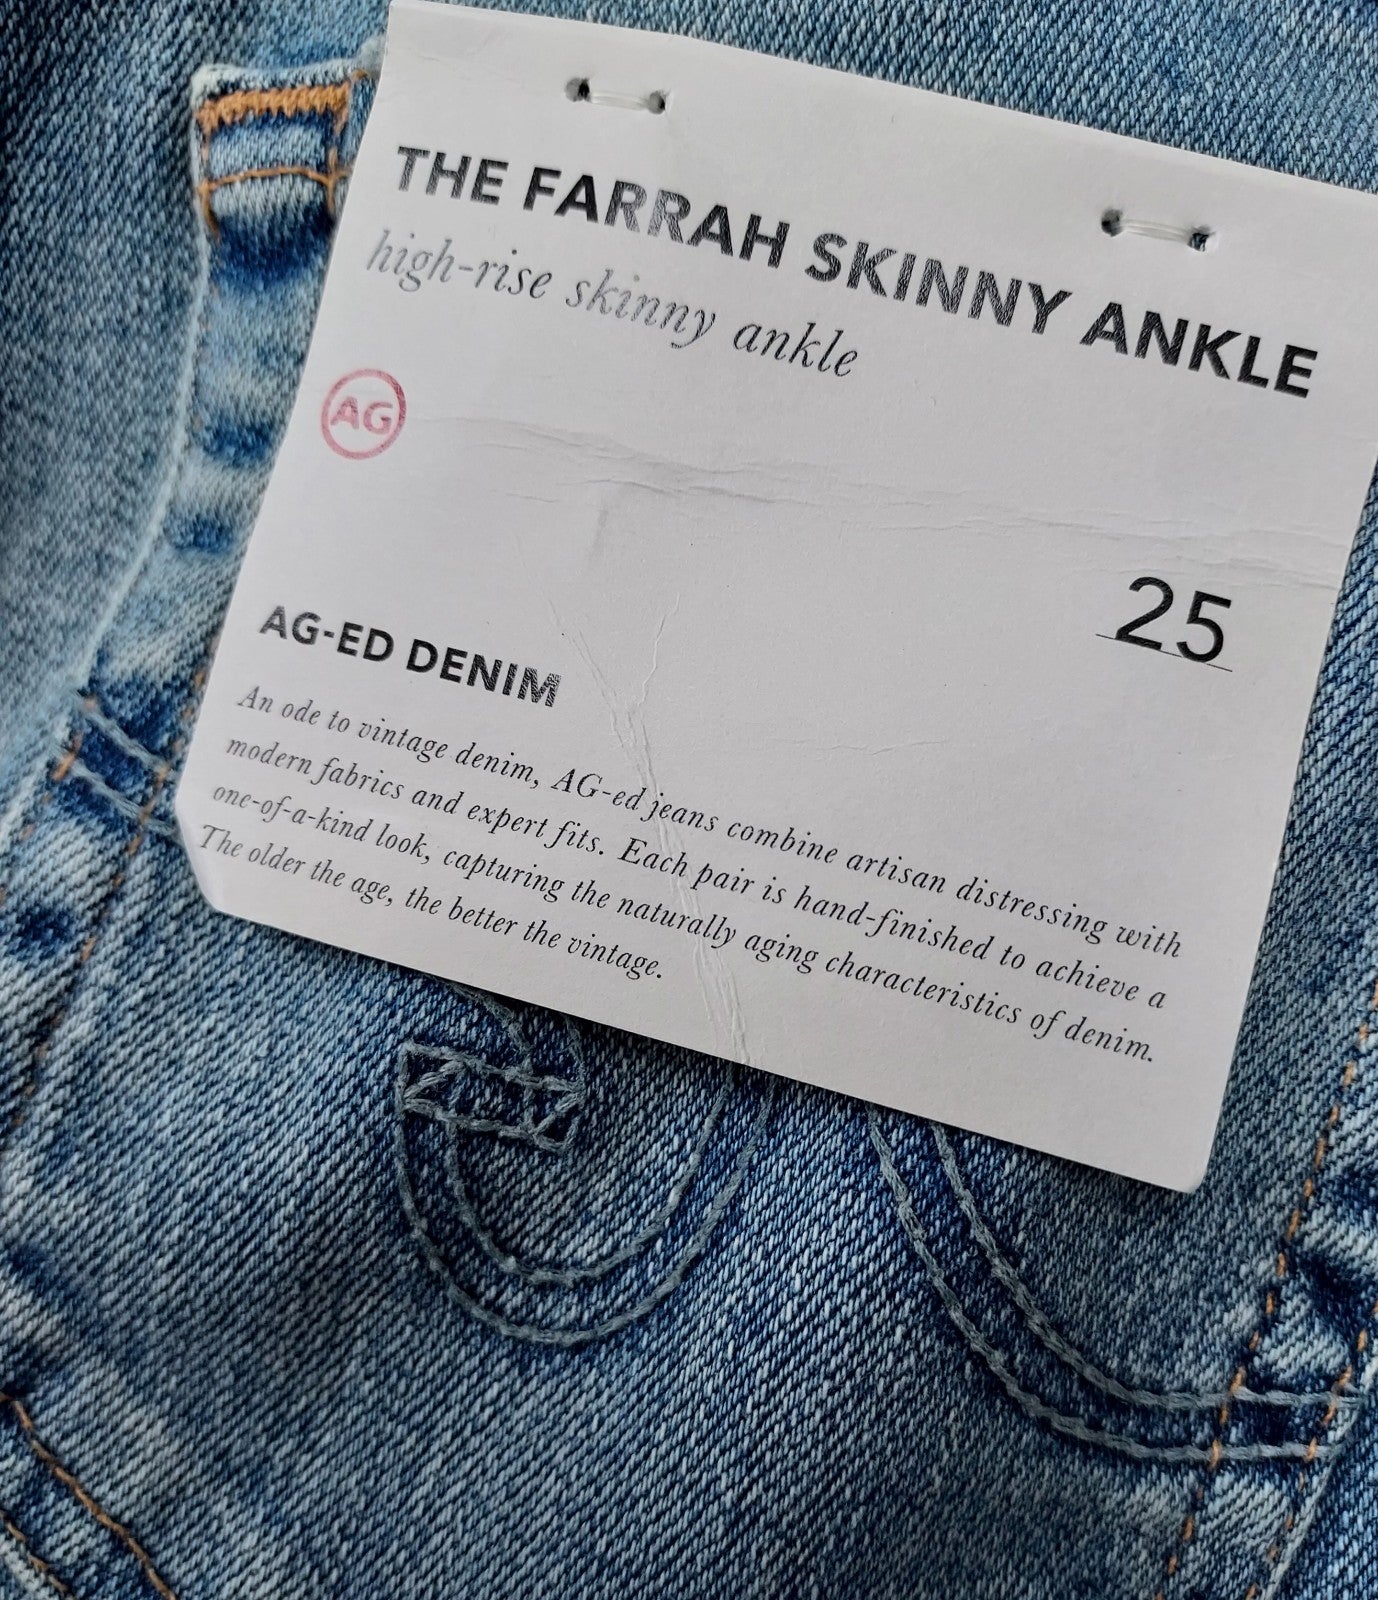 THE FARRAH SKINNY ANKLE
high-rise skinny ankle
AG
25
AG-ED DENIM
An ode to vintage denim, AG-ed jeans combine artisan distressing with
modern fabrics and expert fits. Each pair is hand-finished to achieve a
one-of-a-kind look, capturing the naturally aging characteristics of denim.
The older the age, the better the vintage.